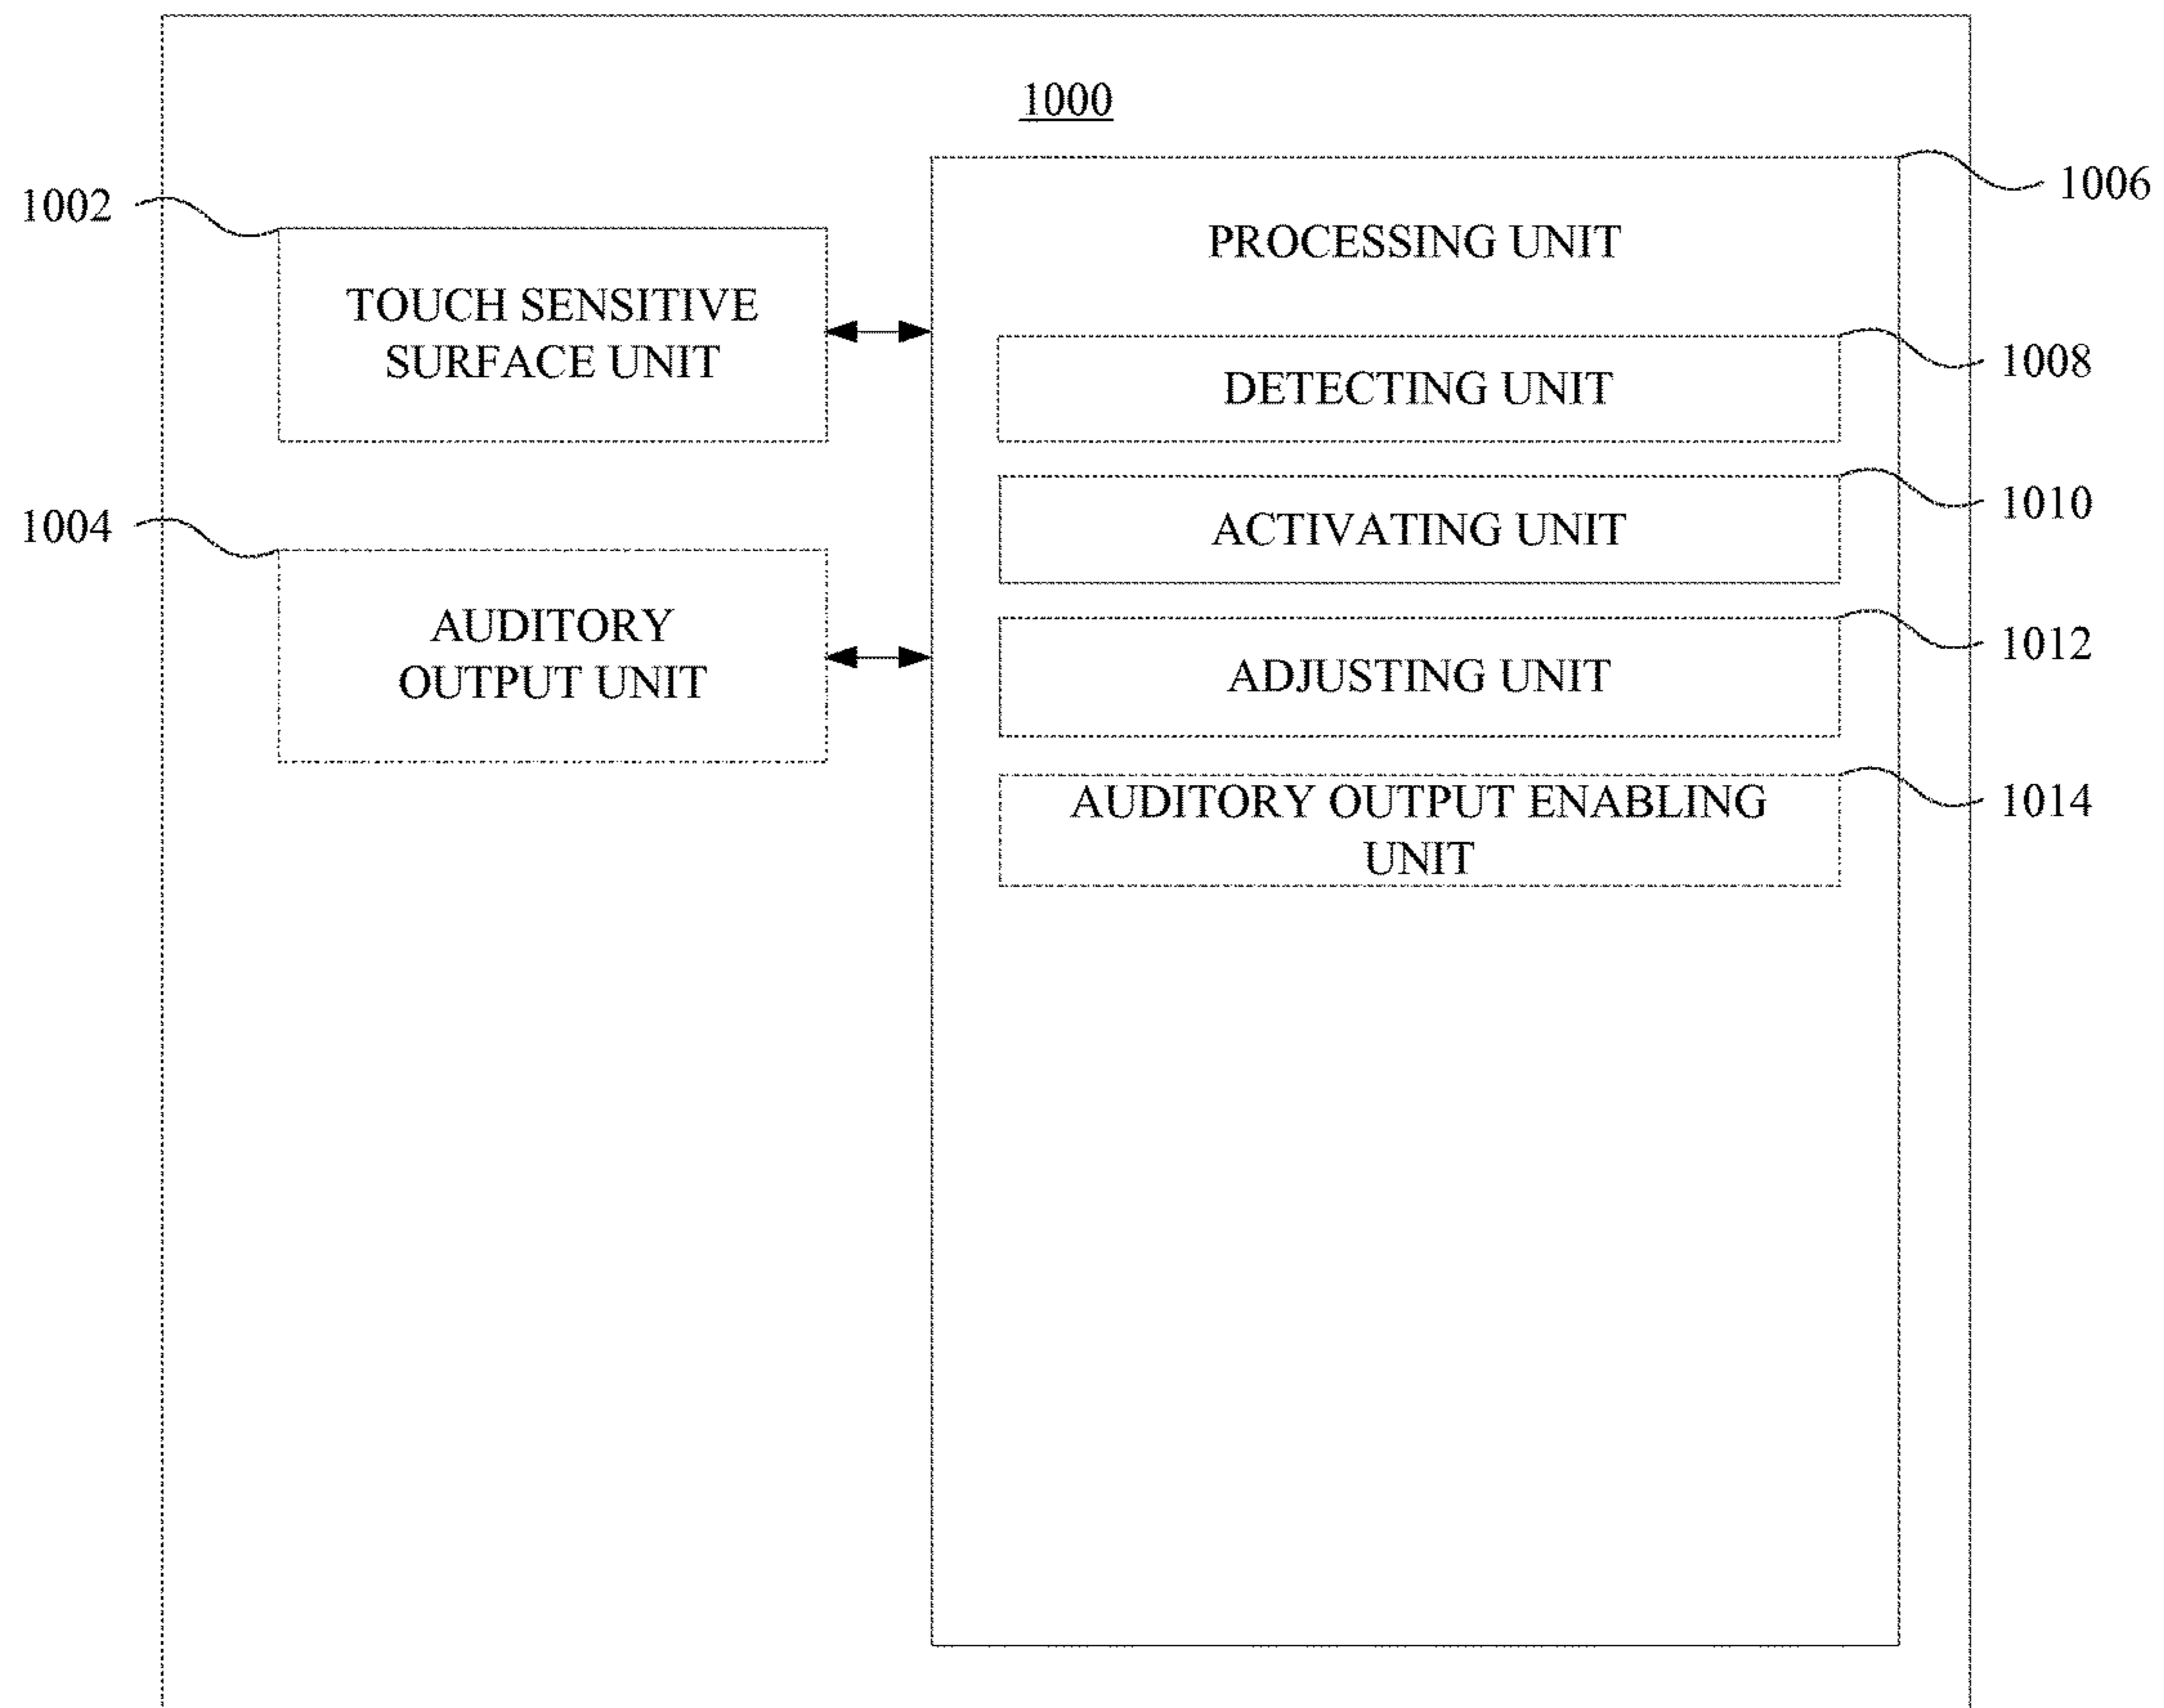 1000
1006
1002
PROCESSING UNIT
TOUCH SENSITIVE
SURFACE UNIT
1008
DETECTING UNIT
1010
ACTIVATING UNIT
1004
AUDITORY
OUTPUT UNIT
1012
ADJUSTING UNIT
1014
AUDITORY OUTPUT ENABLING
UNIT